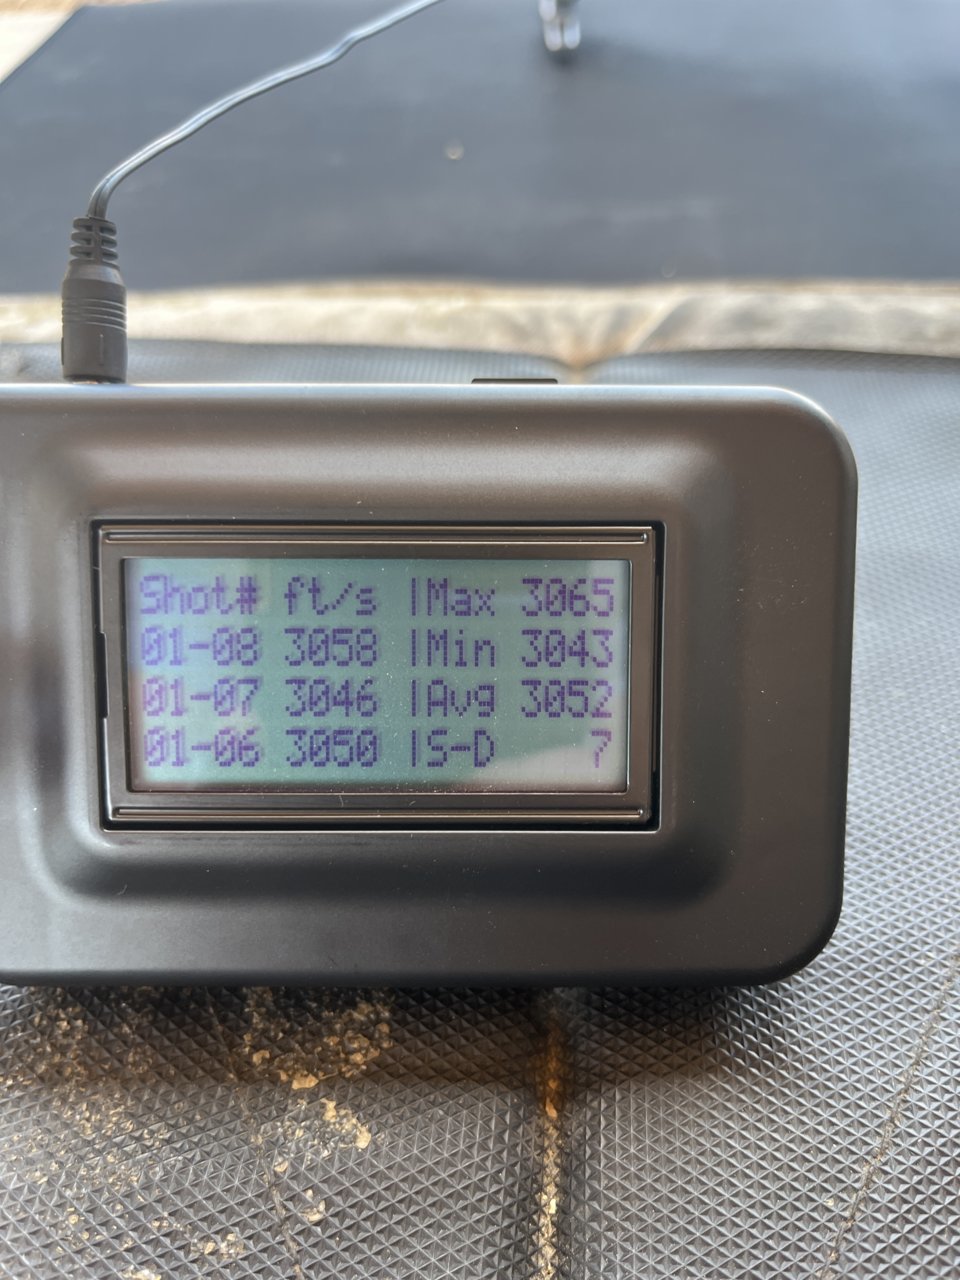 Shot# ft/s |Max 3065
01-08 3058 |Min 3043
01-07 3046 |Avg 3052
01-06 3050 |S-D 7